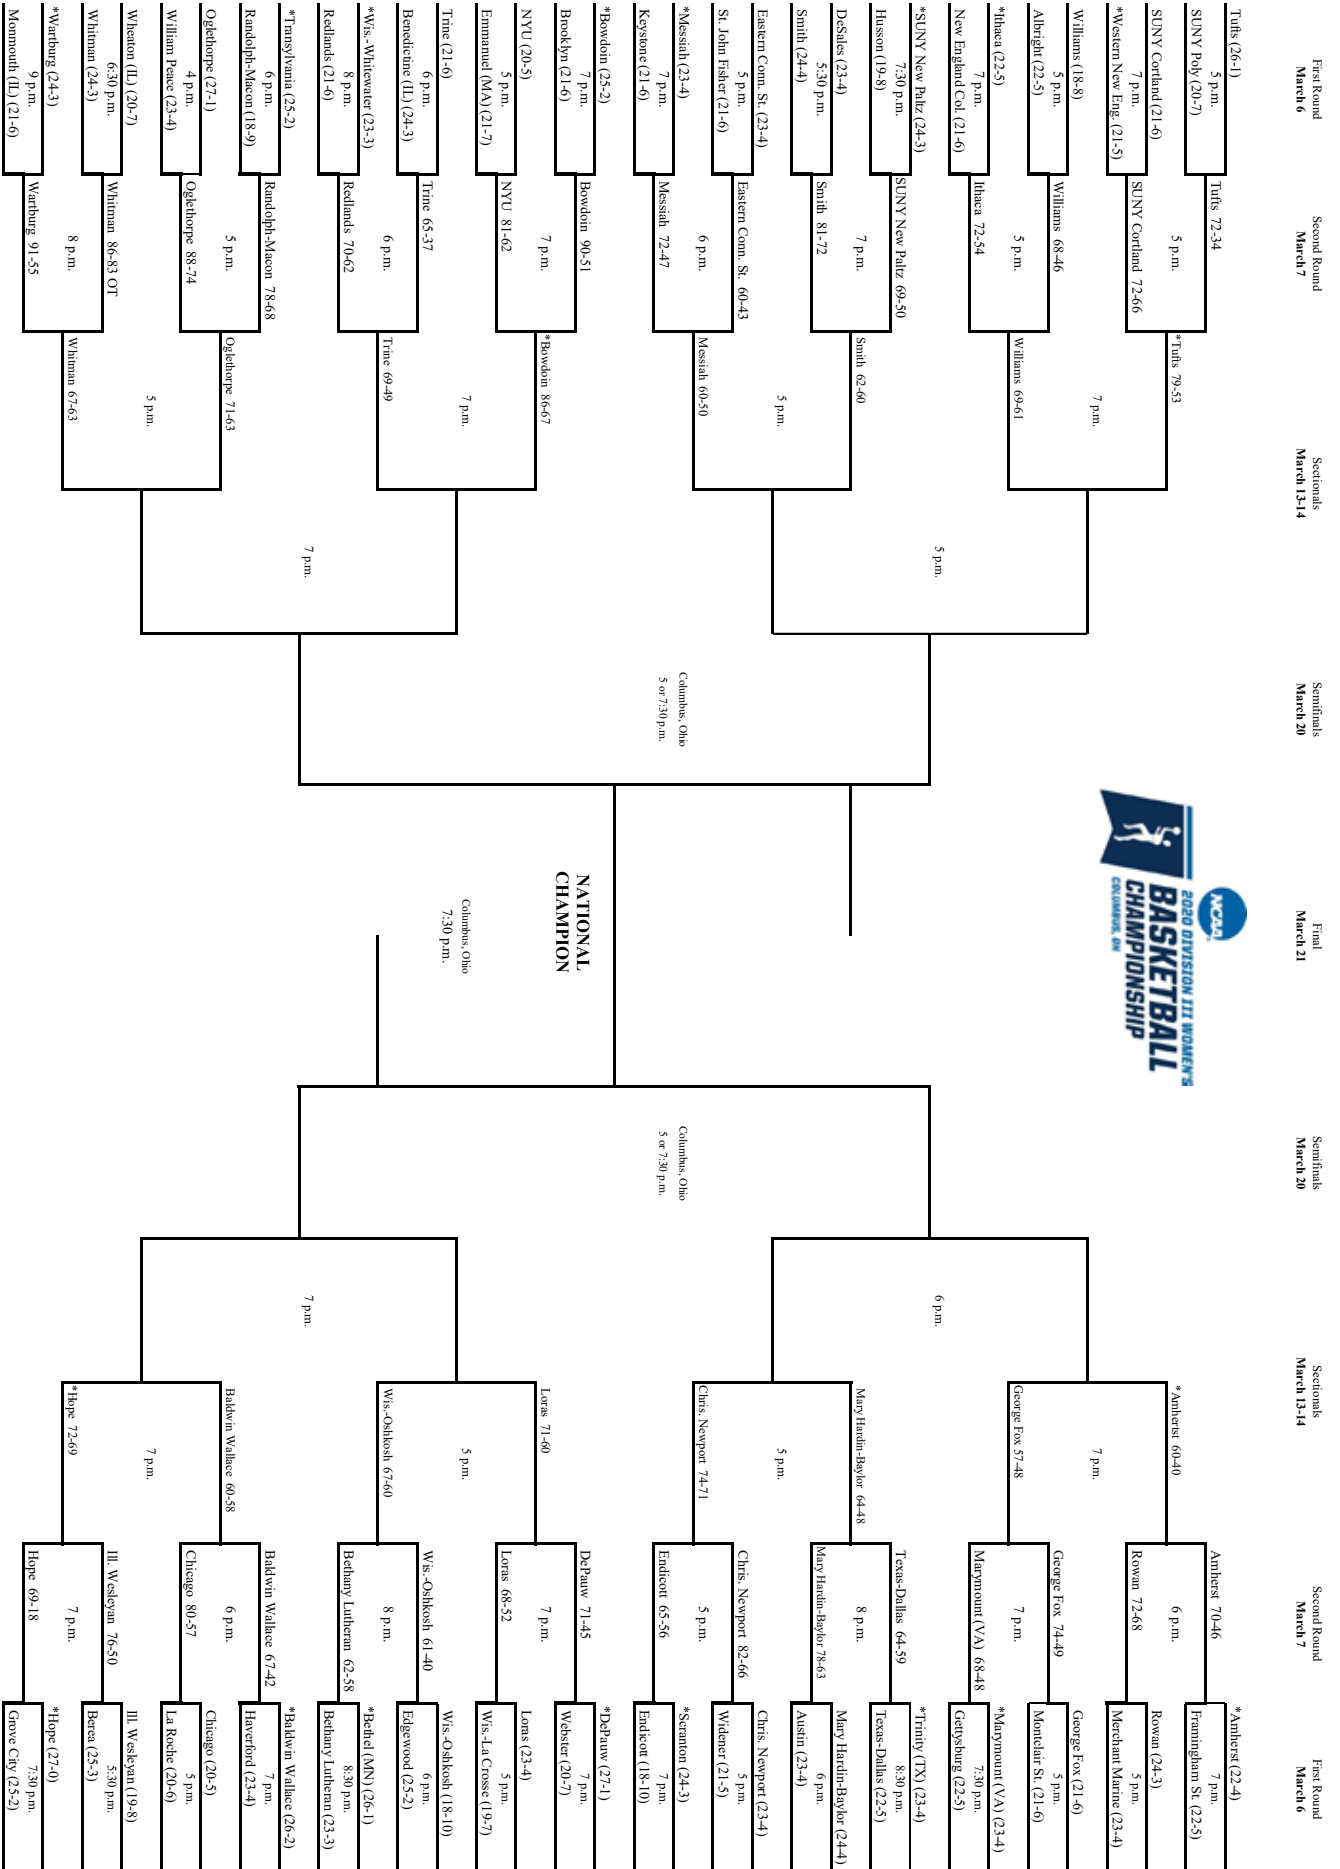 First Round
March 6
Second Round
March 7
Sectionals
March 13-14
Semifinals
March 20
Final
March 21
Semifinals
March 20
Sectionals
March 13-14
Second Round
March 7
First Round
March 6
NCAA
2020 DIVISION III WOMEN'S
BASKETBALL
CHAMPIONSHIP
COLUMBUS, OH
Tufts (26-1)
5 p.m.
SUNY Poly (20-7)
SUNY Cortland (21-6)
7 p.m.
*Western New Eng. (21-5)
Williams (18-8)
5 p.m.
Albright (22-5)
*Ithaca (22-5)
7 p.m.
New England Col. (21-6)
*SUNY New Paltz (24-3)
7:30 p.m.
Husson (19-8)
DeSales (23-4)
5:30 p.m.
Smith (24-4)
Eastern Conn. St. (23-4)
5 p.m.
St. John Fisher (21-6)
*Messiah (23-4)
7 p.m.
Keystone (21-6)
*Bowdoin (25-2)
7 p.m.
Brooklyn (21-6)
NYU (20-5)
5 p.m.
Emmanuel (MA) (21-7)
Trine (21-6)
6 p.m.
Benedictine (IL) (24-3)
*Wis.-Whitewater (23-3)
8 p.m.
Redlands (21-6)
*Transylvania (25-2)
6 p.m.
Randolph-Macon (18-9)
Oglethorpe (27-1)
4 p.m.
William Peace (23-4)
Wheaton (IL) (20-7)
6:30 p.m.
Whitman (24-3)
*Wartburg (24-3)
9 p.m.
Monmouth (IL) (21-6)
Tufts 72-34
5 p.m.
SUNY Cortland 72-66
Williams 68-46
5 p.m.
Ithaca 72-54
SUNY New Paltz 69-50
7 p.m.
Smith 81-72
Eastern Conn. St. 60-43
6 p.m.
Messiah 72-47
Bowdoin 90-51
7 p.m.
NYU 81-62
Trine 65-37
6 p.m.
Redlands 70-62
Randolph-Macon 78-68
5 p.m.
Oglethorpe 88-74
Whitman 86-83 OT
8 p.m.
Wartburg 91-55
*Tufts 79-53
7 p.m.
Williams 69-61
Smith 62-60
5 p.m.
Messiah 60-50
*Bowdoin 86-67
7 p.m.
Trine 69-49
Oglethorpe 71-63
5 p.m.
Whitman 67-63
5 p.m.
7 p.m.
Columbus, Ohio
5 or 7:30 p.m.
NATIONAL
CHAMPION
Columbus, Ohio
7:30 p.m.
Columbus, Ohio
5 or 7:30 p.m.
6 p.m.
7 p.m.
*Amherst 60-40
7 p.m.
George Fox 57-48
Mary Hardin-Baylor 64-48
5 p.m.
Chris. Newport 74-71
Loras 71-60
5 p.m.
Wis.-Oshkosh 67-60
Baldwin Wallace 60-58
7 p.m.
*Hope 72-69
Amherst 70-46
6 p.m.
Rowan 72-68
George Fox 74-49
7 p.m.
Marymount (VA) 68-48
Texas-Dallas 64-59
8 p.m.
Mary Hardin-Baylor 78-63
Chris. Newport 82-66
5 p.m.
Endicott 65-56
DePauw 71-45
7 p.m.
Loras 68-52
Wis.-Oshkosh 61-40
8 p.m.
Bethany Lutheran 62-58
Baldwin Wallace 67-42
6 p.m.
Chicago 80-57
Ill. Wesleyan 76-50
7 p.m.
Hope 69-18
*Amherst (22-4)
7 p.m.
Framingham St. (22-5)
Rowan (24-3)
5 p.m.
Merchant Marine (23-4)
George Fox (21-6)
5 p.m.
Montclair St. (21-6)
*Marymount (VA) (23-4)
7:30 p.m.
Gettysburg (22-5)
*Trinity (TX) (23-4)
8:30 p.m.
Texas-Dallas (22-5)
Mary Hardin-Baylor (24-4)
6 p.m.
Austin (23-4)
Chris. Newport (23-4)
5 p.m.
Widener (21-5)
*Scranton (24-3)
7 p.m.
Endicott (18-10)
*DePauw (27-1)
7 p.m.
Webster (20-7)
Loras (23-4)
5 p.m.
Wis.-La Crosse (19-7)
Wis.-Oshkosh (18-10)
6 p.m.
Edgewood (25-2)
*Bethel (MN) (26-1)
8:30 p.m.
Bethany Lutheran (23-3)
*Baldwin Wallace (26-2)
7 p.m.
Haverford (23-4)
Chicago (20-5)
5 p.m.
La Roche (20-6)
Ill. Wesleyan (19-8)
5:30 p.m.
Berea (25-3)
*Hope (27-0)
7:30 p.m.
Grove City (25-2)